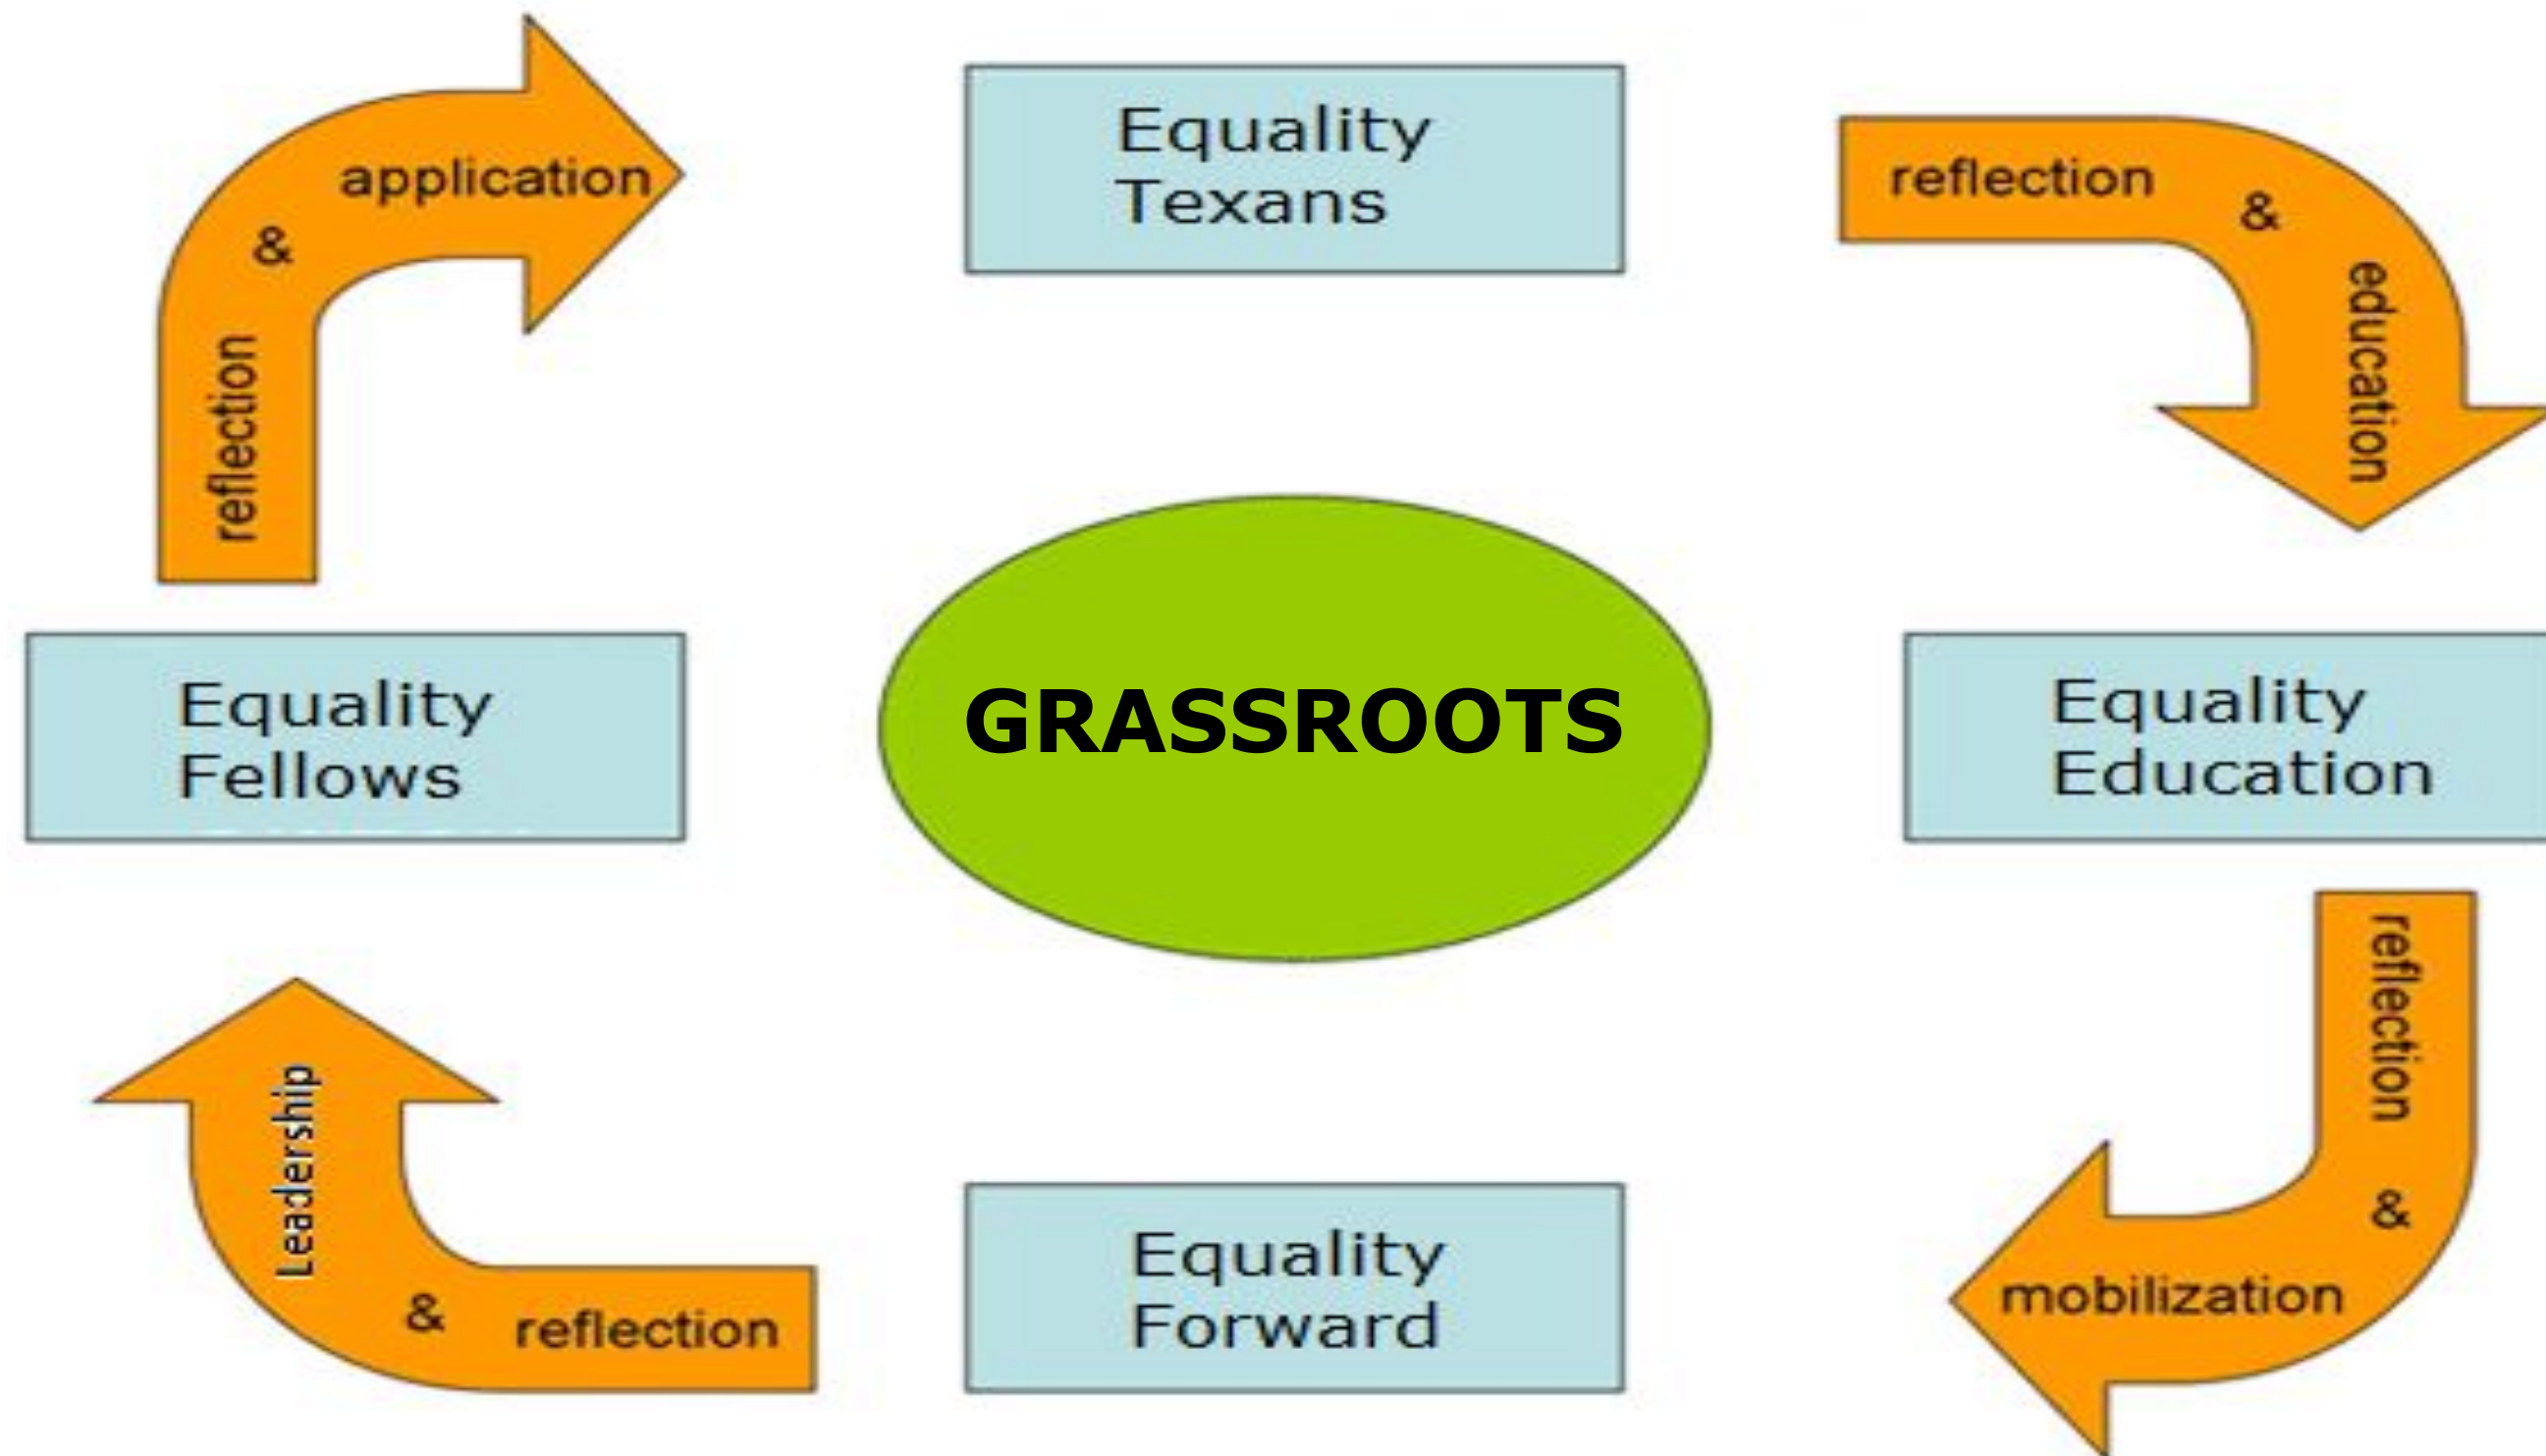 Equality
Texans
reflection
&
education
Equality
Education
reflection
&
mobilization
Equality
Forward
reflection
&
Leadership
Equality
Fellows
reflection
&
application
GRASSROOTS